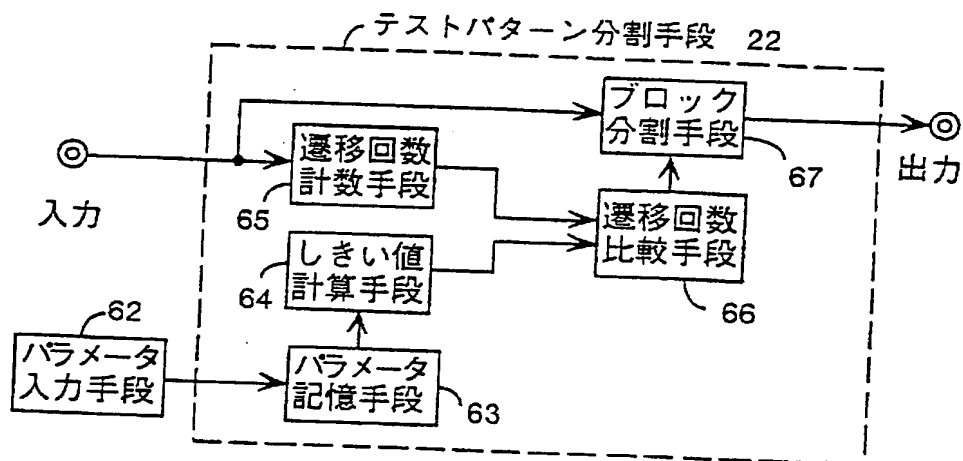 テストパターン分割手段 22
ブロック
分割手段
67
出力
入力
遷移回数
計数手段
65
遷移回数
比較手段
66
しきい値
計算手段
64
62
パラメータ
入力手段
パラメータ
記憶手段
63